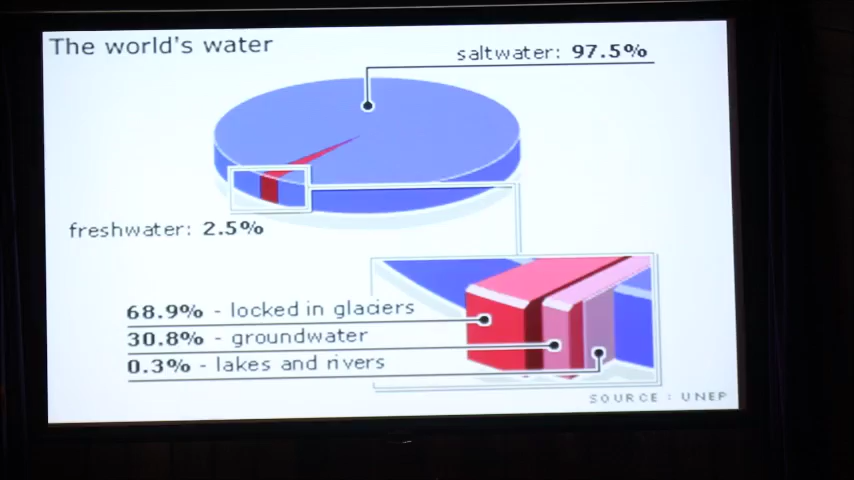 The world's water
saltwater: 97.5%
freshwater: 2.5%
68.9% - locked in glaciers
30.8% - groundwater
0.3% - lakes and rivers
SOURCE : UNEP